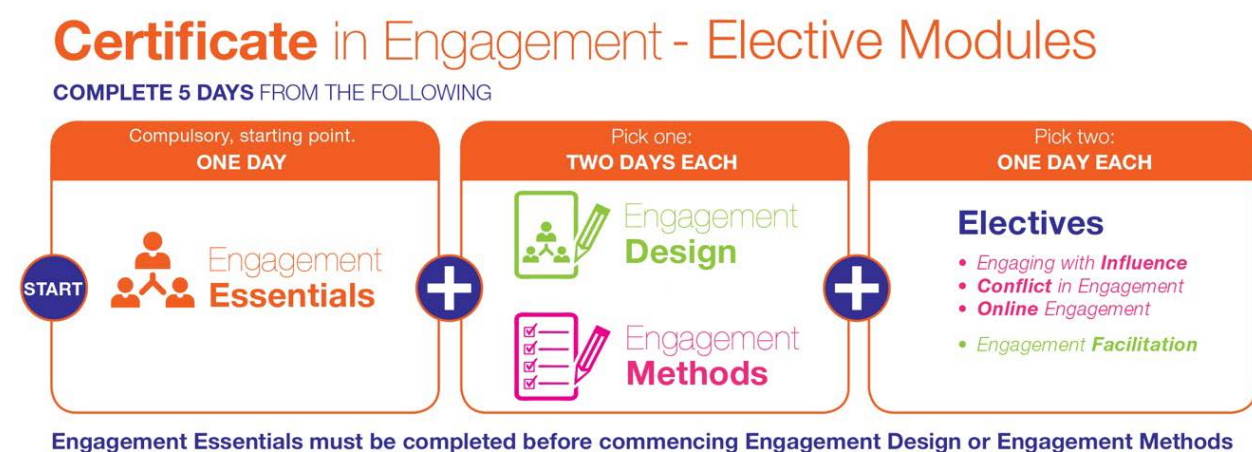 Certificate in Engagement - Elective Modules
COMPLETE 5 DAYS FROM THE FOLLOWING
Compulsory, starting point.
ONE DAY
START
Engagement
Essentials
+
Pick one:
TWO DAYS EACH
Engagement
Design
Engagement
Methods
+
Pick two:
ONE DAY EACH
Electives
• Engaging with Influence
• Conflict in Engagement
• Online Engagement
• Engagement Facilitation
Engagement Essentials must be completed before commencing Engagement Design or Engagement Methods